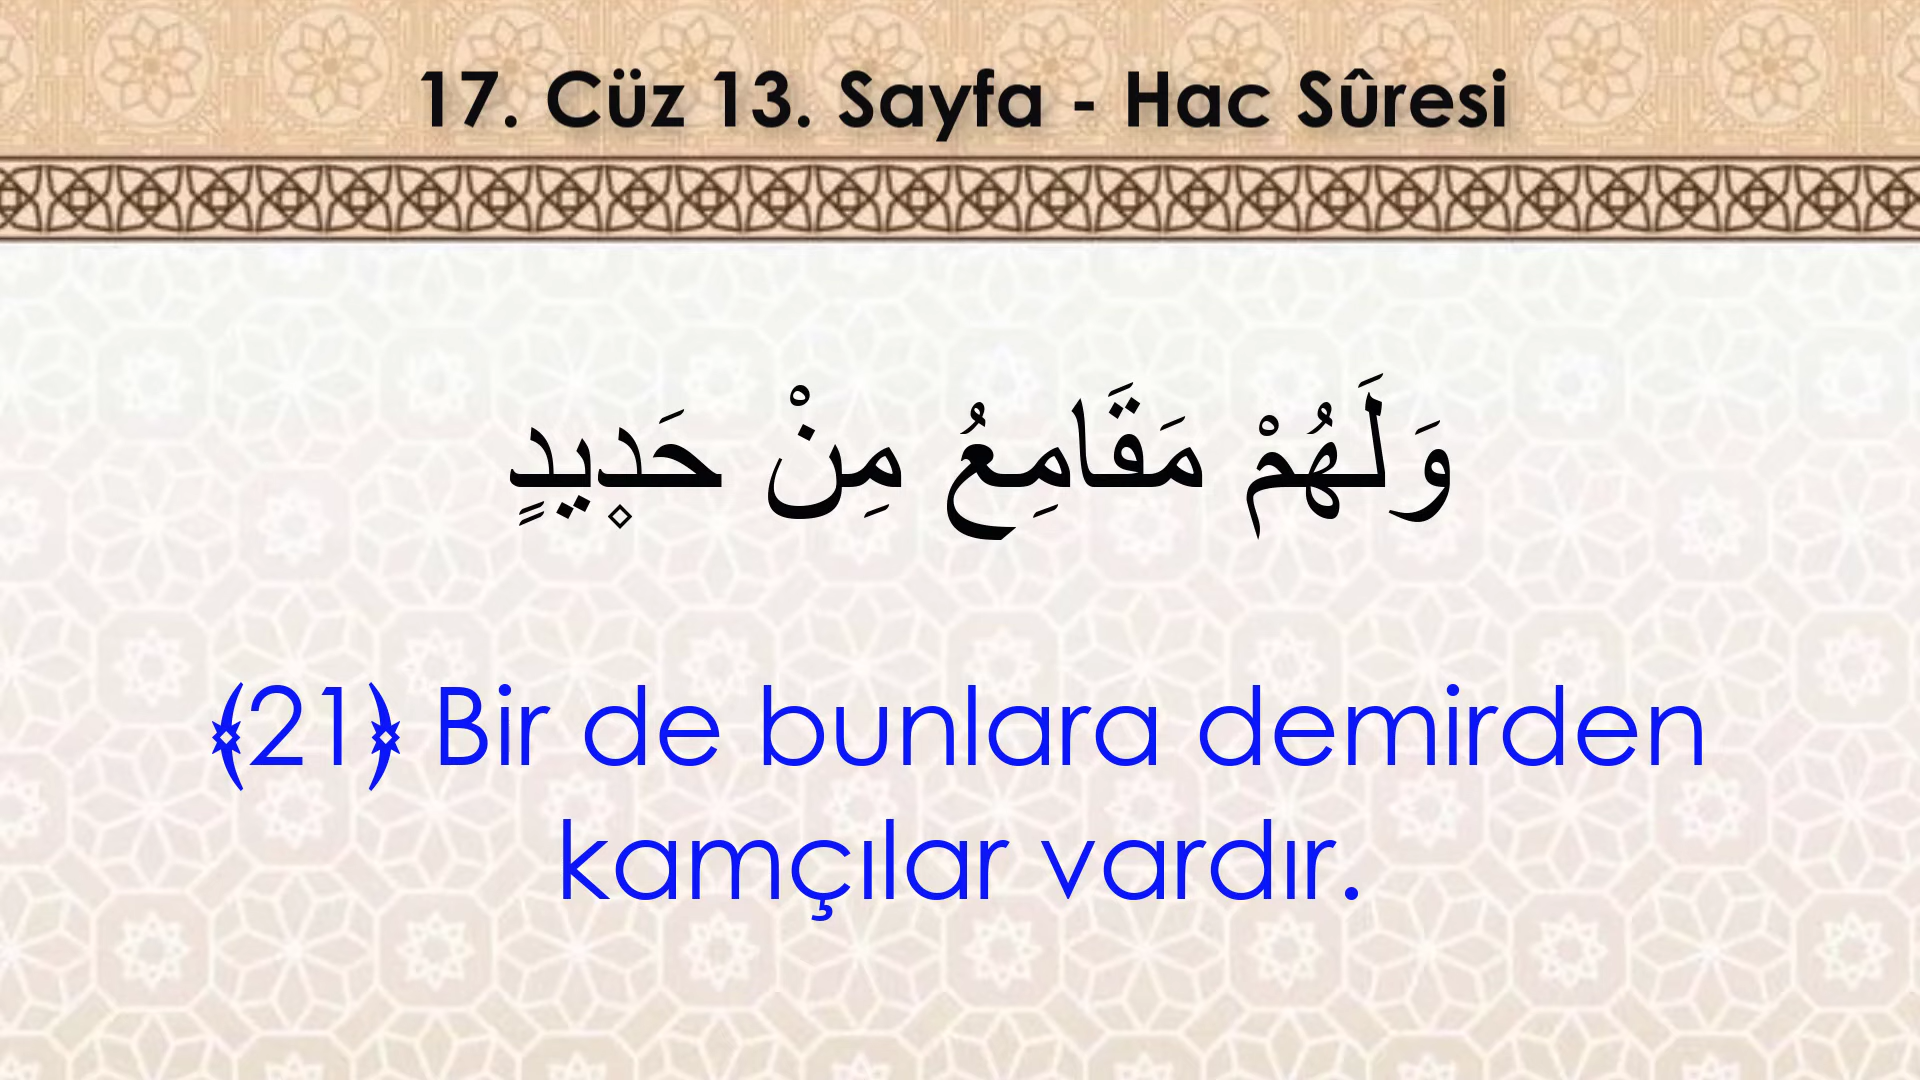 17. Cüz 13. Sayfa - Hac Sûresi
وَلَهُمْ مَقَامِعُ مِنْ حَد۪يدٍ
﴾21﴿ Bir de bunlara demirden
kamçılar vardır.